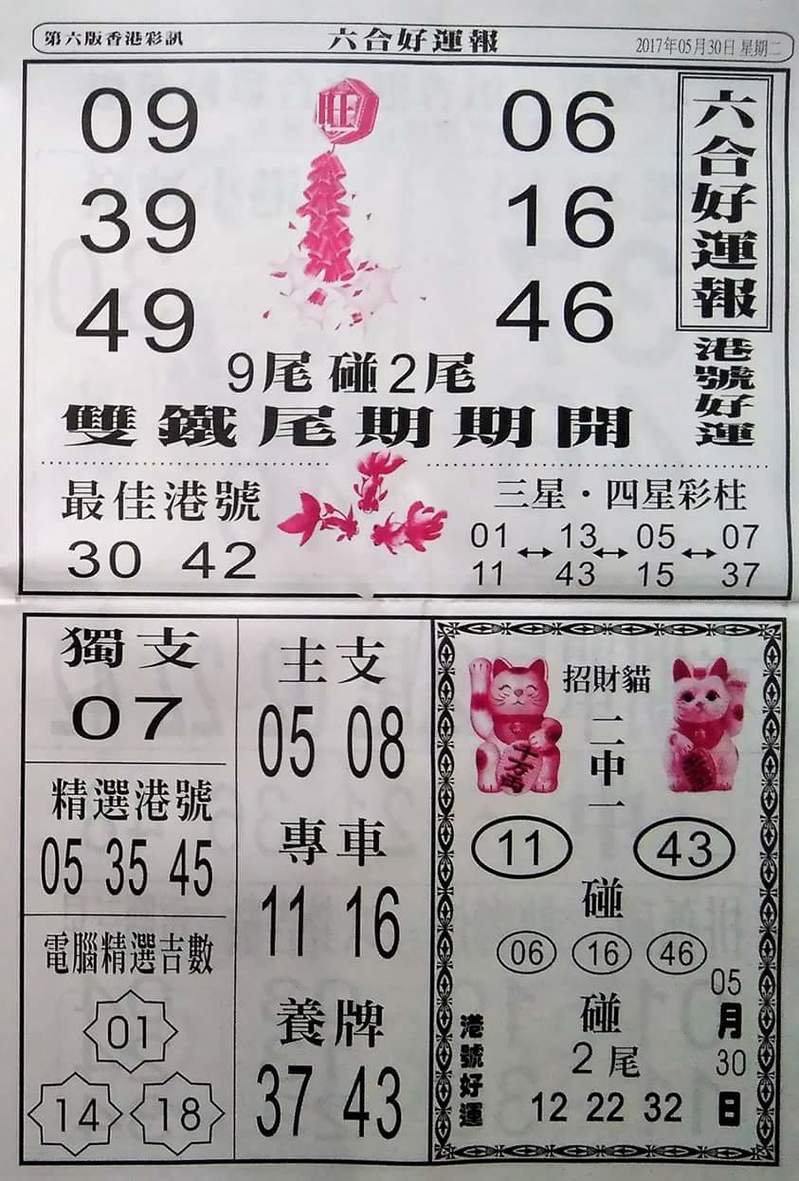 第六版香港彩訊
六合好運報
2017年05月30日 星期二
六合好運報
港號好運
旺
09 06
39 16
49 46
9尾碰2尾
雙鐵尾期期開
最佳港號
30 42
三星·四星彩柱
01 13 05 07
↔ ↔ ↔
11 43 15 37
獨支
07
精選港號
05 35 45
電腦精選吉數
01
14 18
主支
05 08
專車
11 16
養牌
37 43
招財貓
二中一
11 43
碰
06 16 46
碰
2尾
12 22 32
港號好運
05月30日